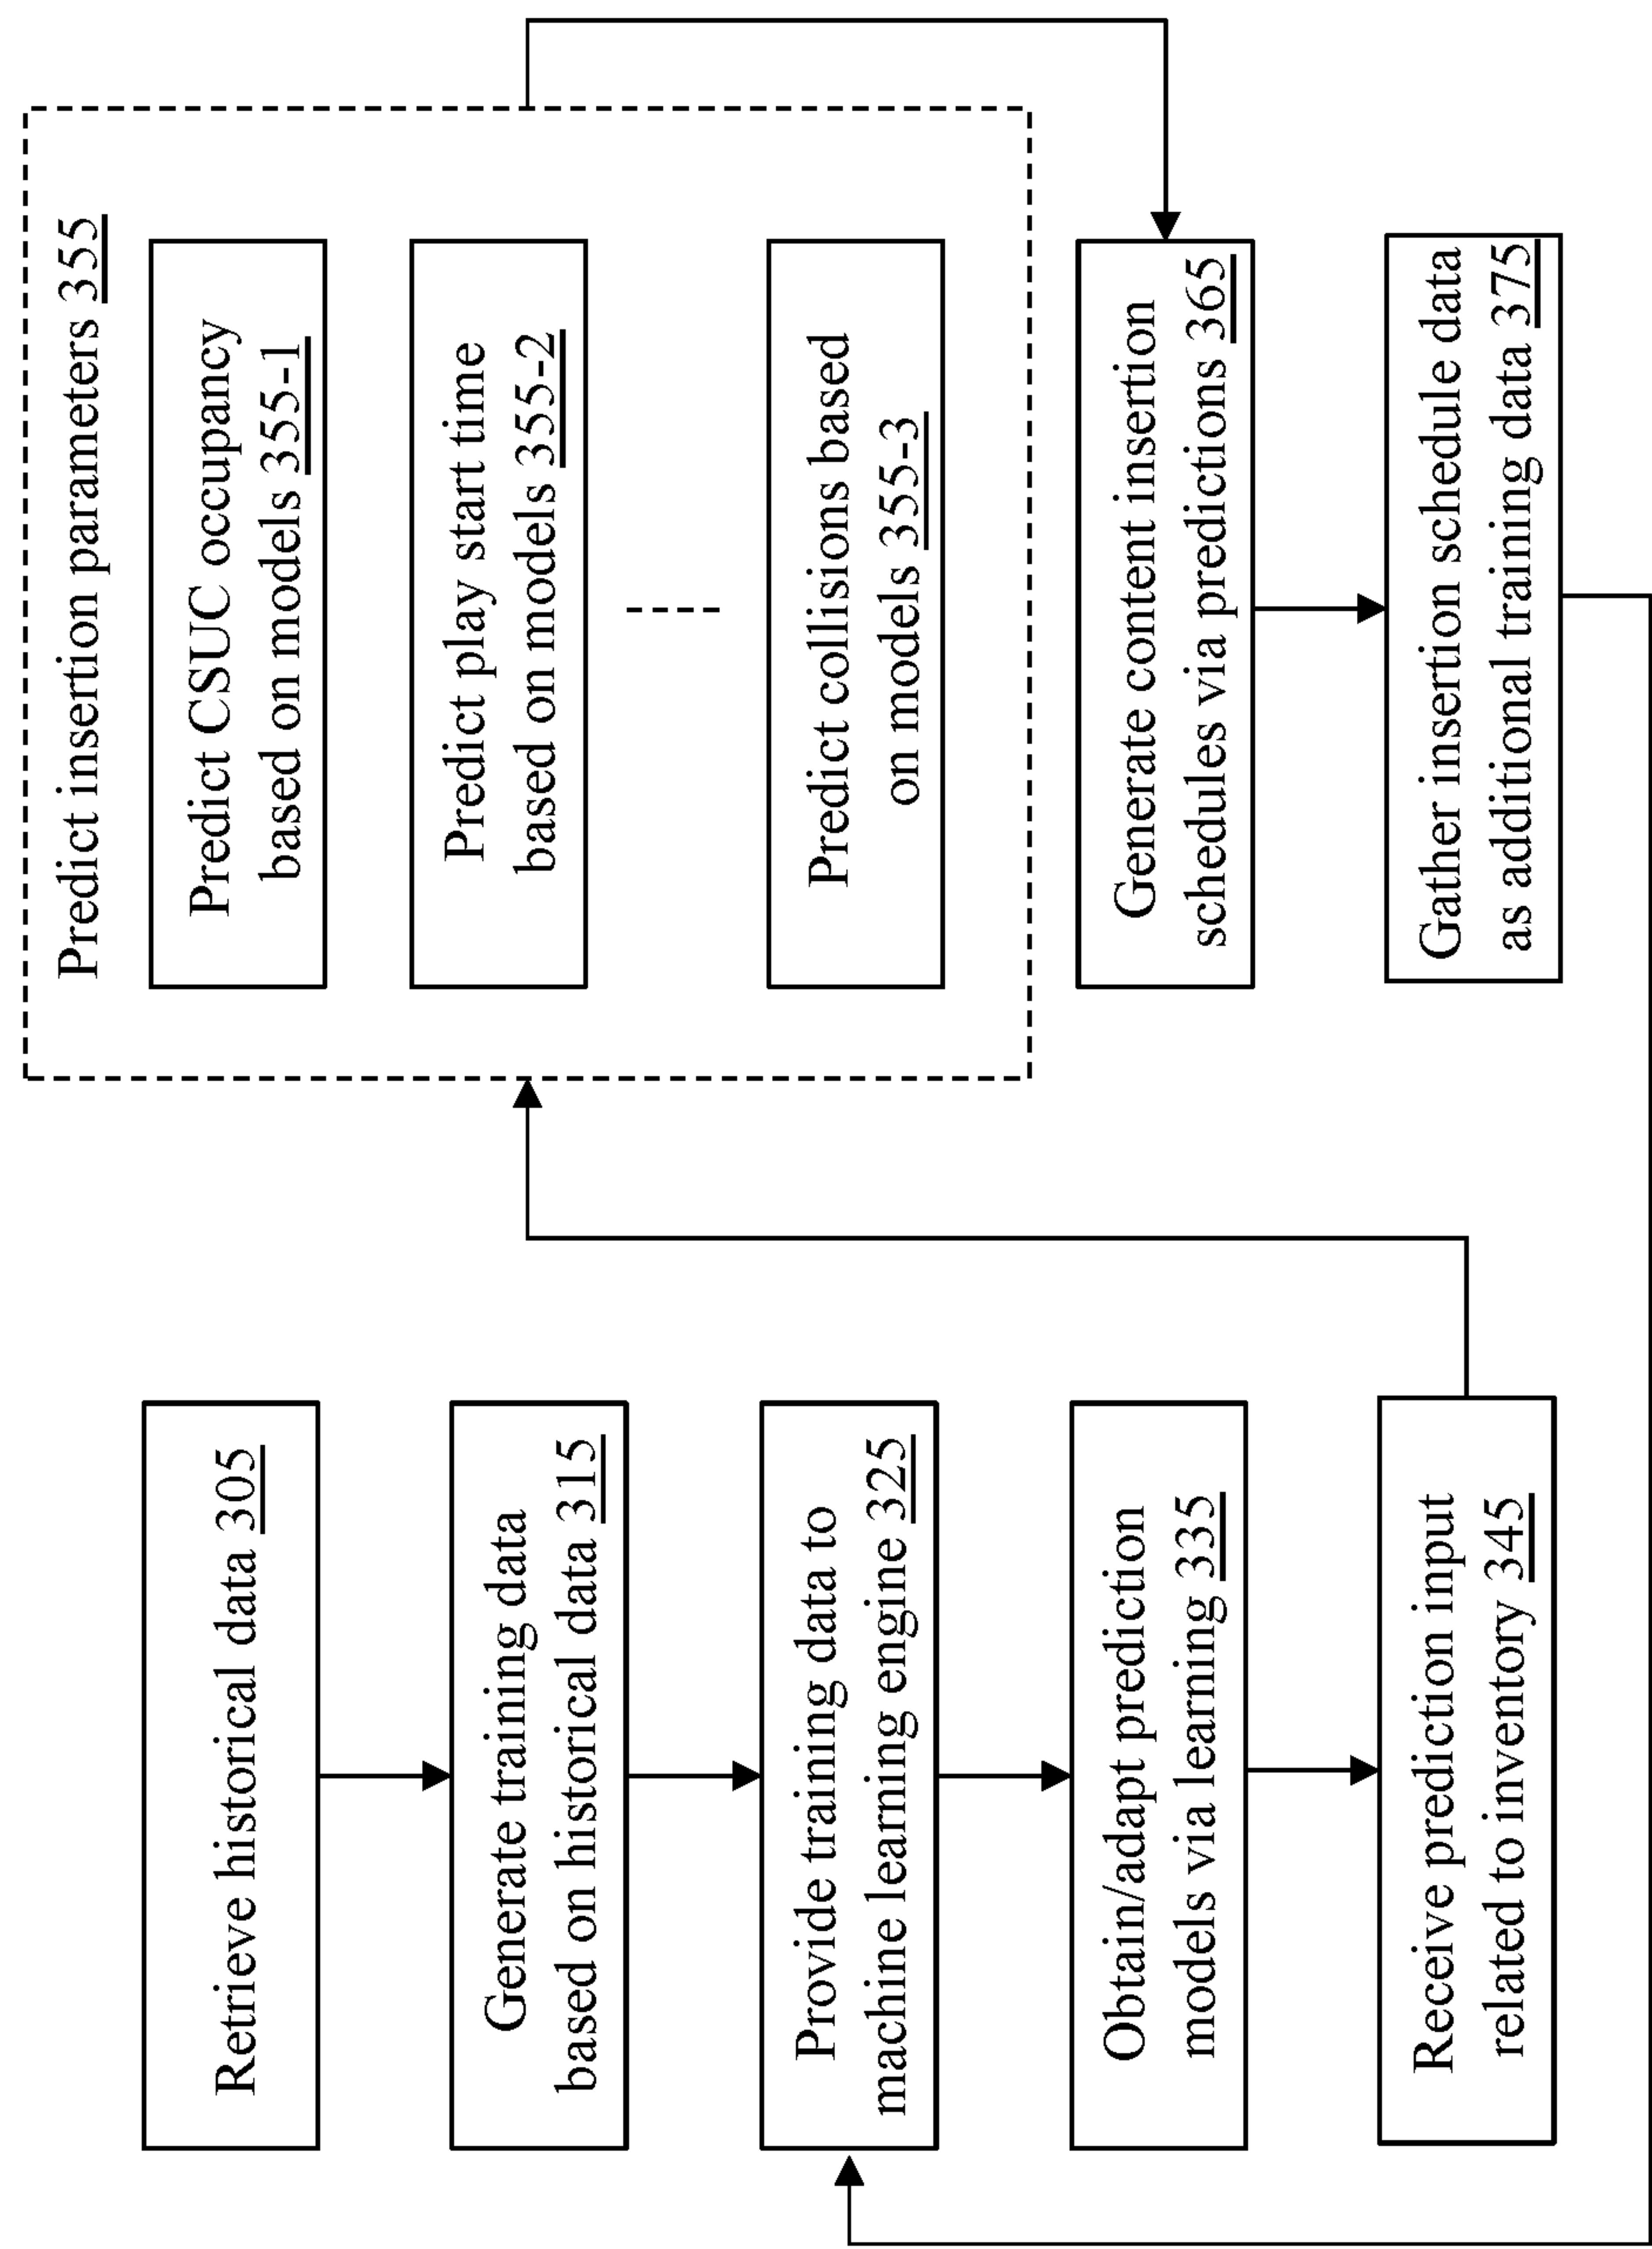 Retrieve historical data 305
Generate training data
based on historical data 315
Provide training data to
machine learning engine 325
Obtain/adapt prediction
models via learning 335
Receive prediction input
related to inventory 345
Predict insertion parameters 355
Predict CSUC occupancy
based on models 355-1
Predict play start time
based on models 355-2
Predict collisions based
on models 355-3
Generate content insertion
schedules via predictions 365
Gather insertion schedule data
as additional training data 375